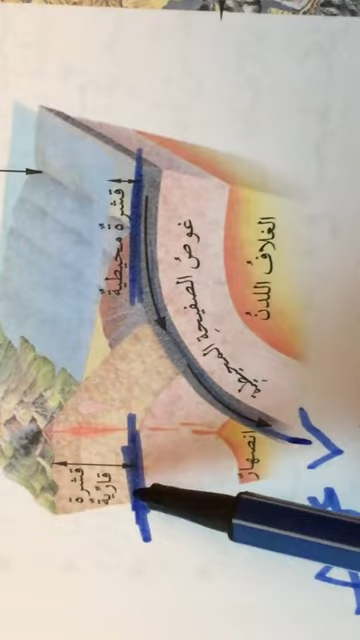 قشرة محيطية
غوص الصفيحة المحيطية
الغلاف اللدن
قشرة
قارية
انصهار